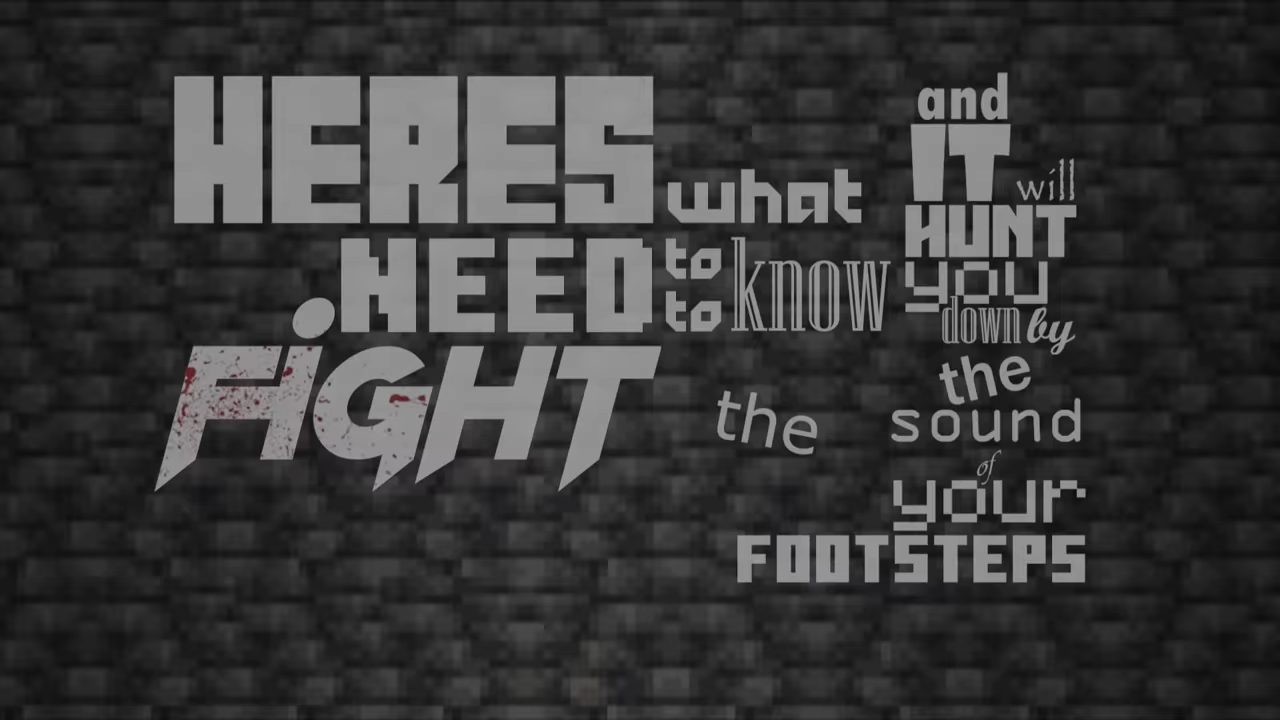 HERES what
NEED to know
to
FiGHT the
and
IT will
HUNT
you
down by
the
sound
of
your
FOOTSTEPS